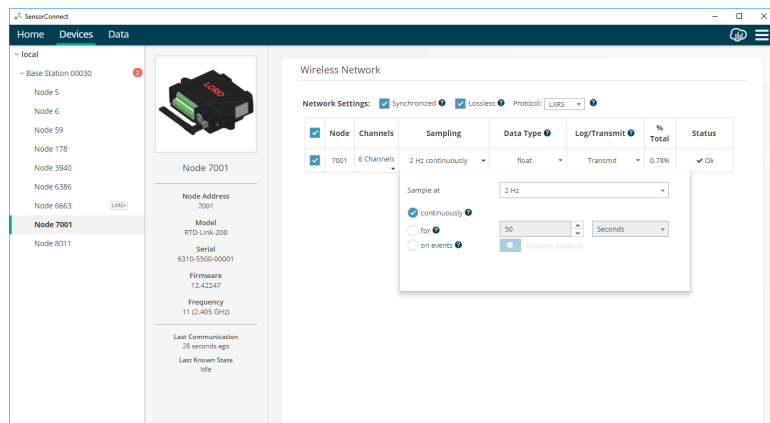 SensorConnect
Home Devices Data
local
Base Station 00030 2
Node 5
Node 6
Node 59
Node 178
Node 3940
Node 6386
Node 6663 LXRS+
Node 7001
Node 8011
LORD
Node 7001
Node Address
7001
Model
RTD-Link-200
Serial
6310-5500-00001
Firmware
12.42247
Frequency
11 (2.405 GHz)
Last Communication
28 seconds ago
Last Known State
Idle
Wireless Network
Network Settings: Synchronized ? Lossless ? Protocol: LXRS ?
Node Channels Sampling Data Type ? Log/Transmit ? % Total Status
7001 6 Channels 2 Hz continuously float Transmit 0.78% Ok
Sample at 2 Hz
continuously ?
for ? 50 Seconds
on events ? 0 events enabled